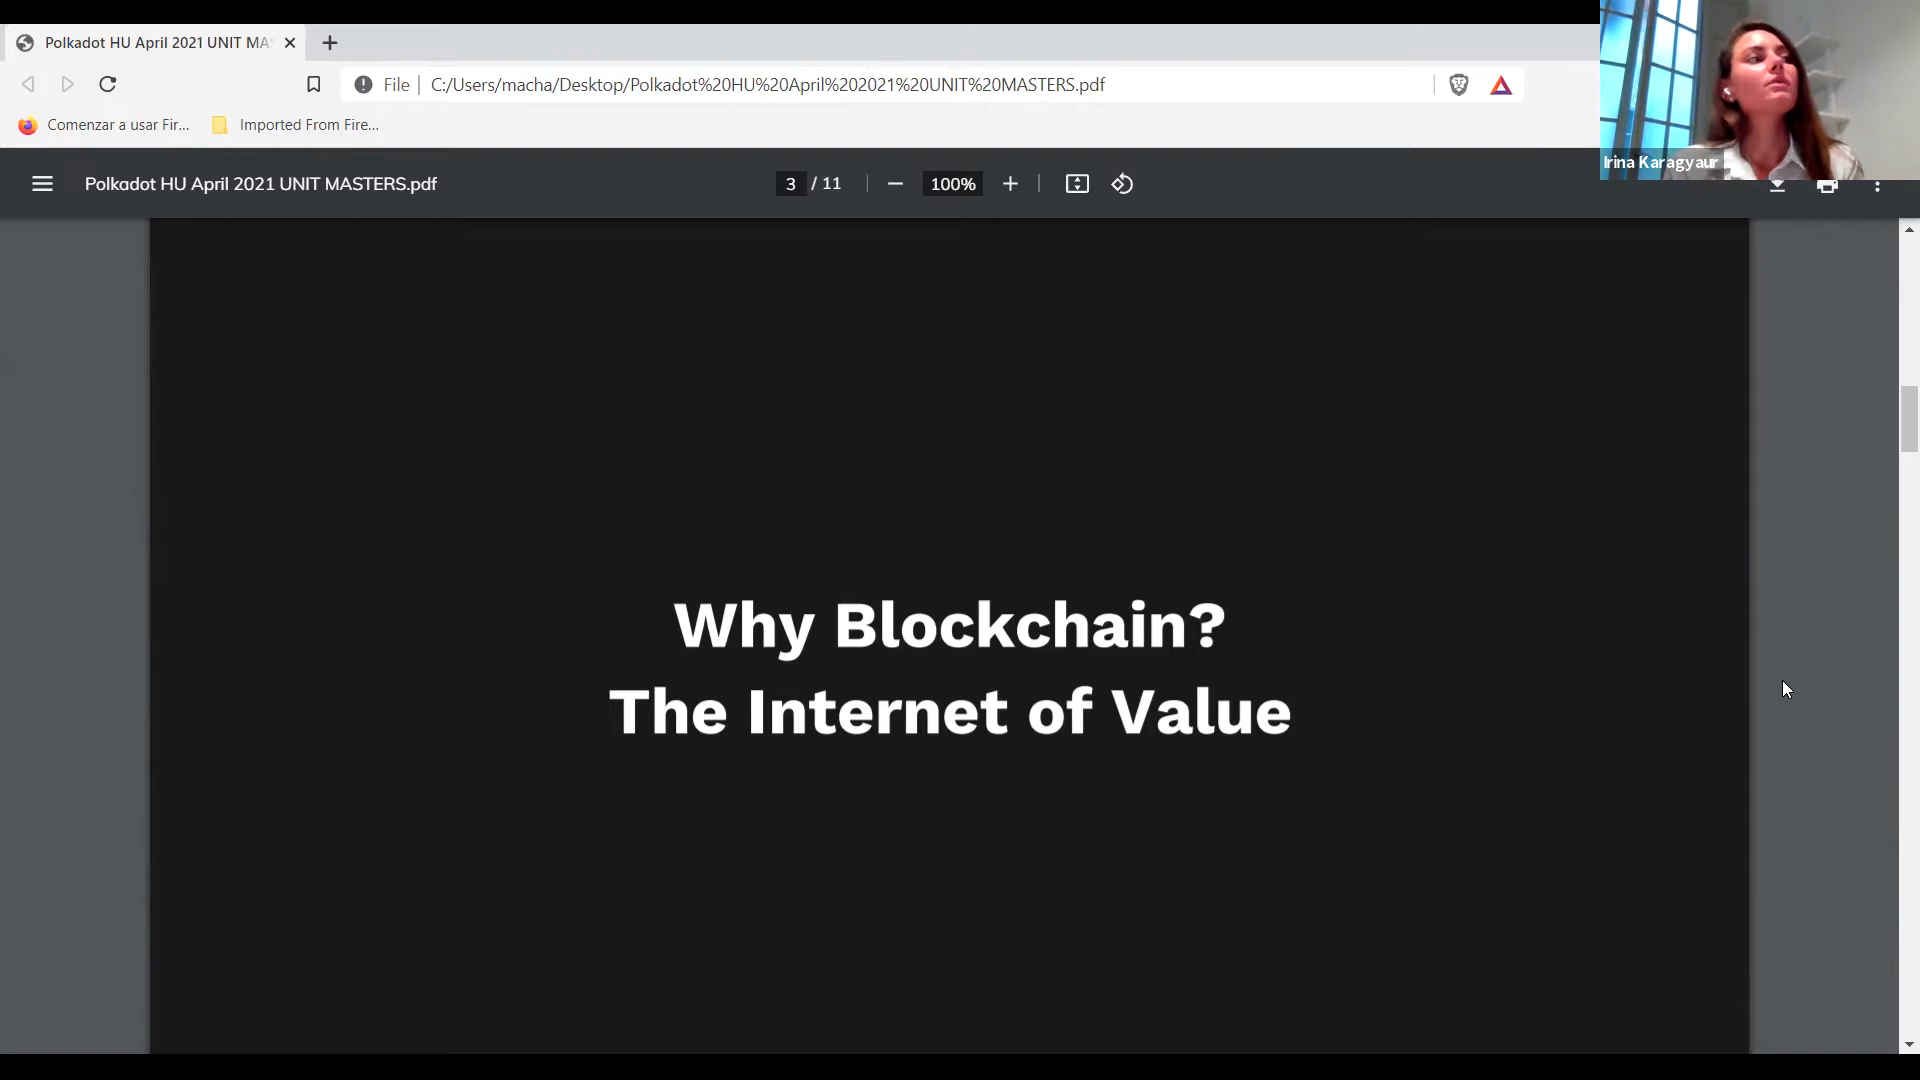 Polkadot HU April 2021 UNIT MA
File
C:/Users/macha/Desktop/Polkadot%20HU%20April%202021%20UNIT%20MASTERS.pdf
Comenzar a usar Fir...
Imported From Fire...
Irina Karagyaur
Polkadot HU April 2021 UNIT MASTERS.pdf
3 / 11
100%
Why Blockchain?
The Internet of Value